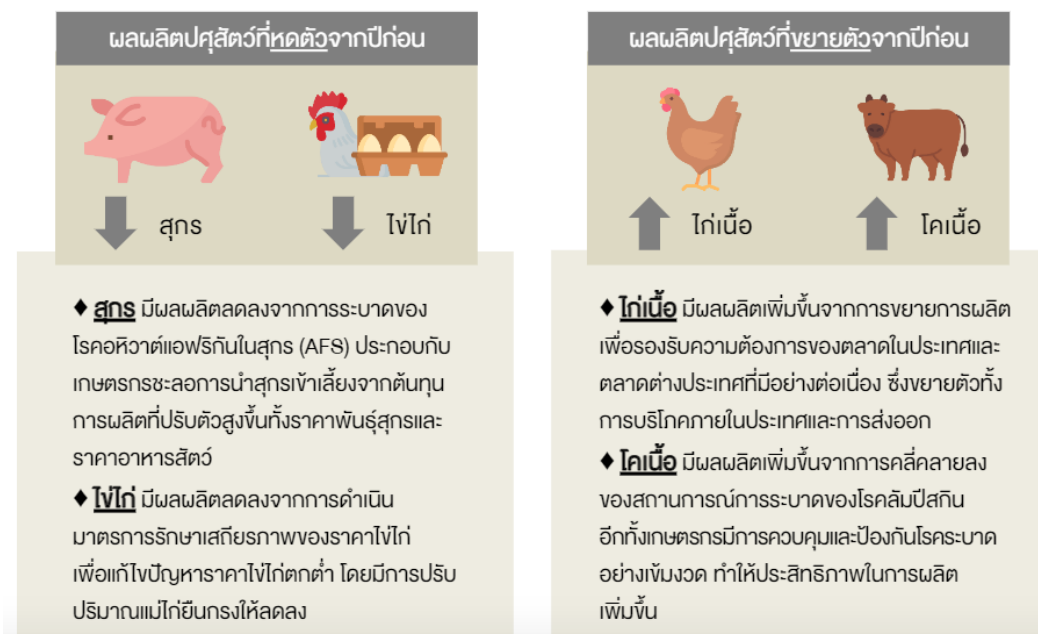 ผลผลิตปศุสัตว์ที่หดตัวจากปีก่อน
สุกร
ไข่ไก่
♦ สุกร มีผลผลิตลดลงจากการระบาดของ
โรคอหิวาต์แอฟริกันในสุกร (AFS) ประกอบกับ
เกษตรกรชะลอการนำสุกรเข้าเลี้ยงจากต้นทุน
การผลิตที่ปรับตัวสูงขึ้นทั้งราคาพันธุ์สุกรและ
ราคาอาหารสัตว์
♦ ไข่ไก่ มีผลผลิตลดลงจากการดำเนิน
มาตรการรักษาเสถียรภาพของราคาไข่ไก่
เพื่อแก้ไขปัญหาราคาไข่ไก่ตกต่ำ โดยมีการปรับ
ปริมาณแม่ไก่ยืนกรงให้ลดลง
ผลผลิตปศุสัตว์ที่ขยายตัวจากปีก่อน
ไก่เนื้อ
โคเนื้อ
♦ ไก่เนื้อ มีผลผลิตเพิ่มขึ้นจากการขยายการผลิต
เพื่อรองรับความต้องการของตลาดในประเทศและ
ตลาดต่างประเทศที่มีอย่างต่อเนื่อง ซึ่งขยายตัวทั้ง
การบริโภคภายในประเทศและการส่งออก
♦ โคเนื้อ มีผลผลิตเพิ่มขึ้นจากการคลี่คลายลง
ของสถานการณ์การระบาดของโรคลัมปีสกิน
อีกทั้งเกษตรกรมีการควบคุมและป้องกันโรคระบาด
อย่างเข้มงวด ทำให้ประสิทธิภาพในการผลิต
เพิ่มขึ้น